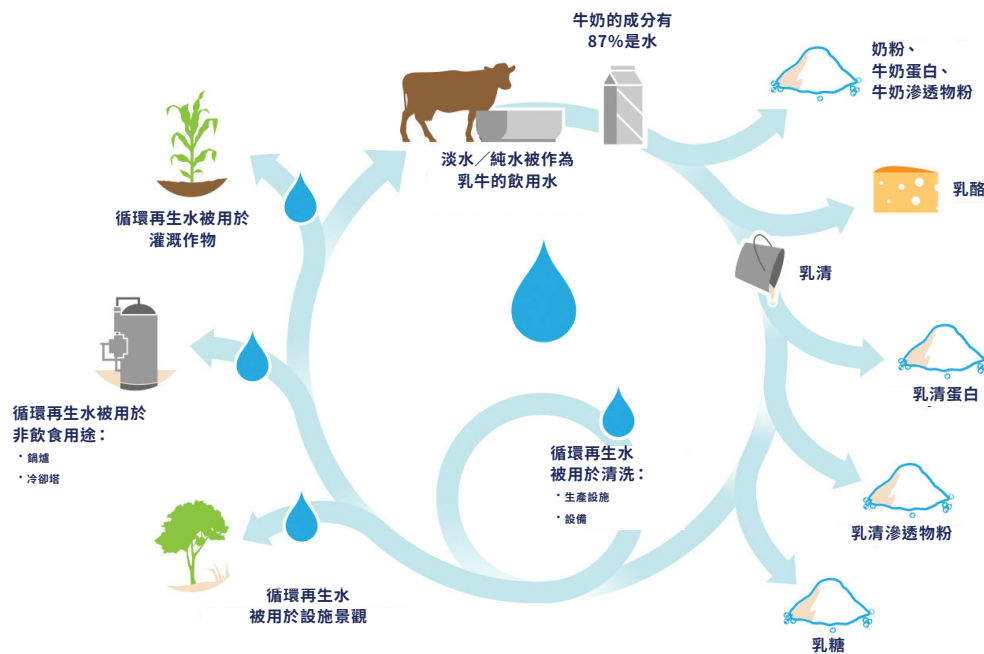 牛奶的成分有
87%是水
奶粉、
牛奶蛋白、
牛奶滲透物粉
淡水／純水被作為
乳牛的飲用水
乳酪
循環再生水被用於
灌溉作物
乳清
循環再生水被用於
非飲食用途：
・鍋爐
・冷卻塔
乳清蛋白
循環再生水
被用於清洗：
・生產設施
・設備
乳清滲透物粉
循環再生水
被用於設施景觀
乳糖